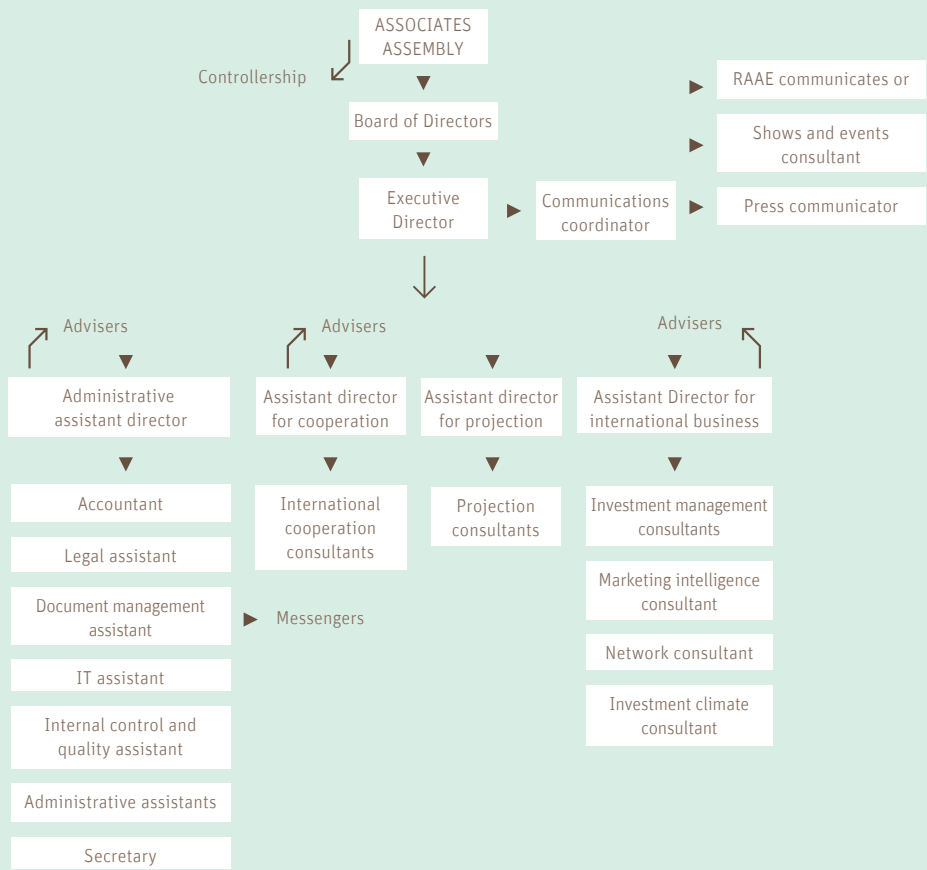 ASSOCIATES
ASSEMBLY
Controllership
Board of Directors
Executive
Director
Communications
coordinator
RAAE communicates or
Shows and events
consultant
Press communicator
Advisers
Advisers
Advisers
Administrative
assistant director
Assistant director
for cooperation
Assistant director
for projection
Assistant Director for
international business
Accountant
Legal assistant
Document management
assistant
Messengers
IT assistant
Internal control and
quality assistant
Administrative assistants
Secretary
International
cooperation
consultants
Projection
consultants
Investment management
consultants
Marketing intelligence
consultant
Network consultant
Investment climate
consultant